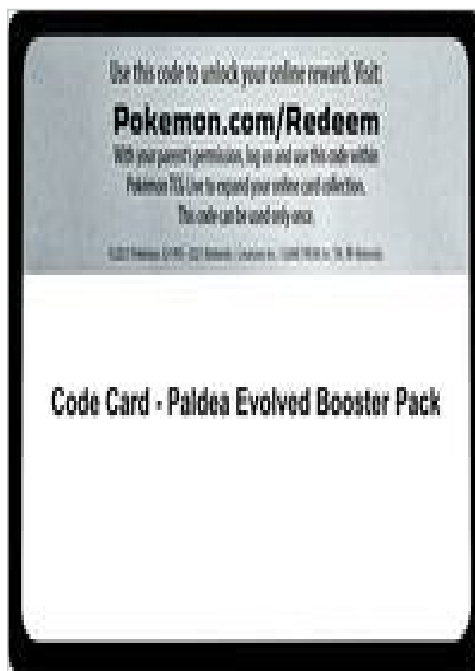 Use this code to unlock your online reward. Visit:
Pokemon.com/Redeem
With your parent's permission, log on and use this code within
Pokémon TCG Live to expand your online card collection.
This code can be used only once.
Code Card - Paldea Evolved Booster Pack